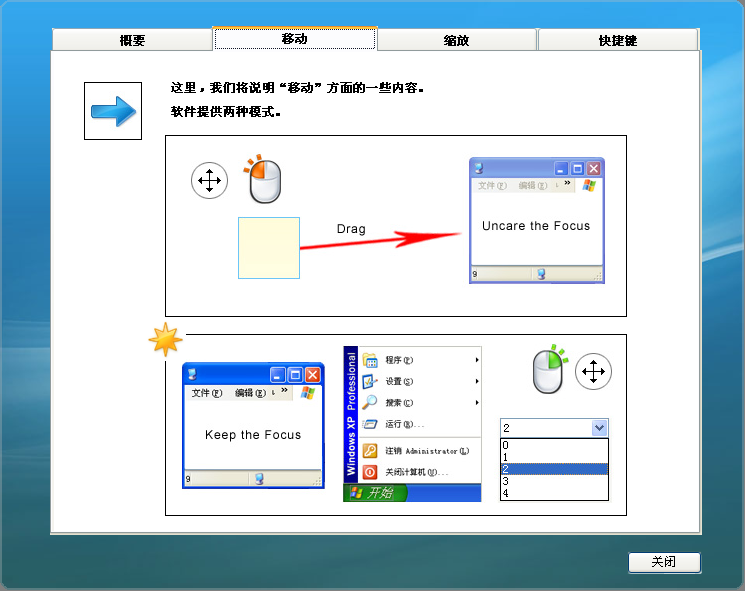 概要 移动 缩放 快捷键
这里，我们将说明“移动”方面的一些内容。
软件提供两种模式。
文件(F) 编辑(E) »
Drag
Uncare the Focus
9
文件(F) 编辑(E) »
Keep the Focus
9
Windows XP Professional
程序(P)
设置(S)
搜索(C)
运行(R)...
注销 Administrator(L)
关闭计算机(U)...
开始
2
0
1
2
3
4
关闭